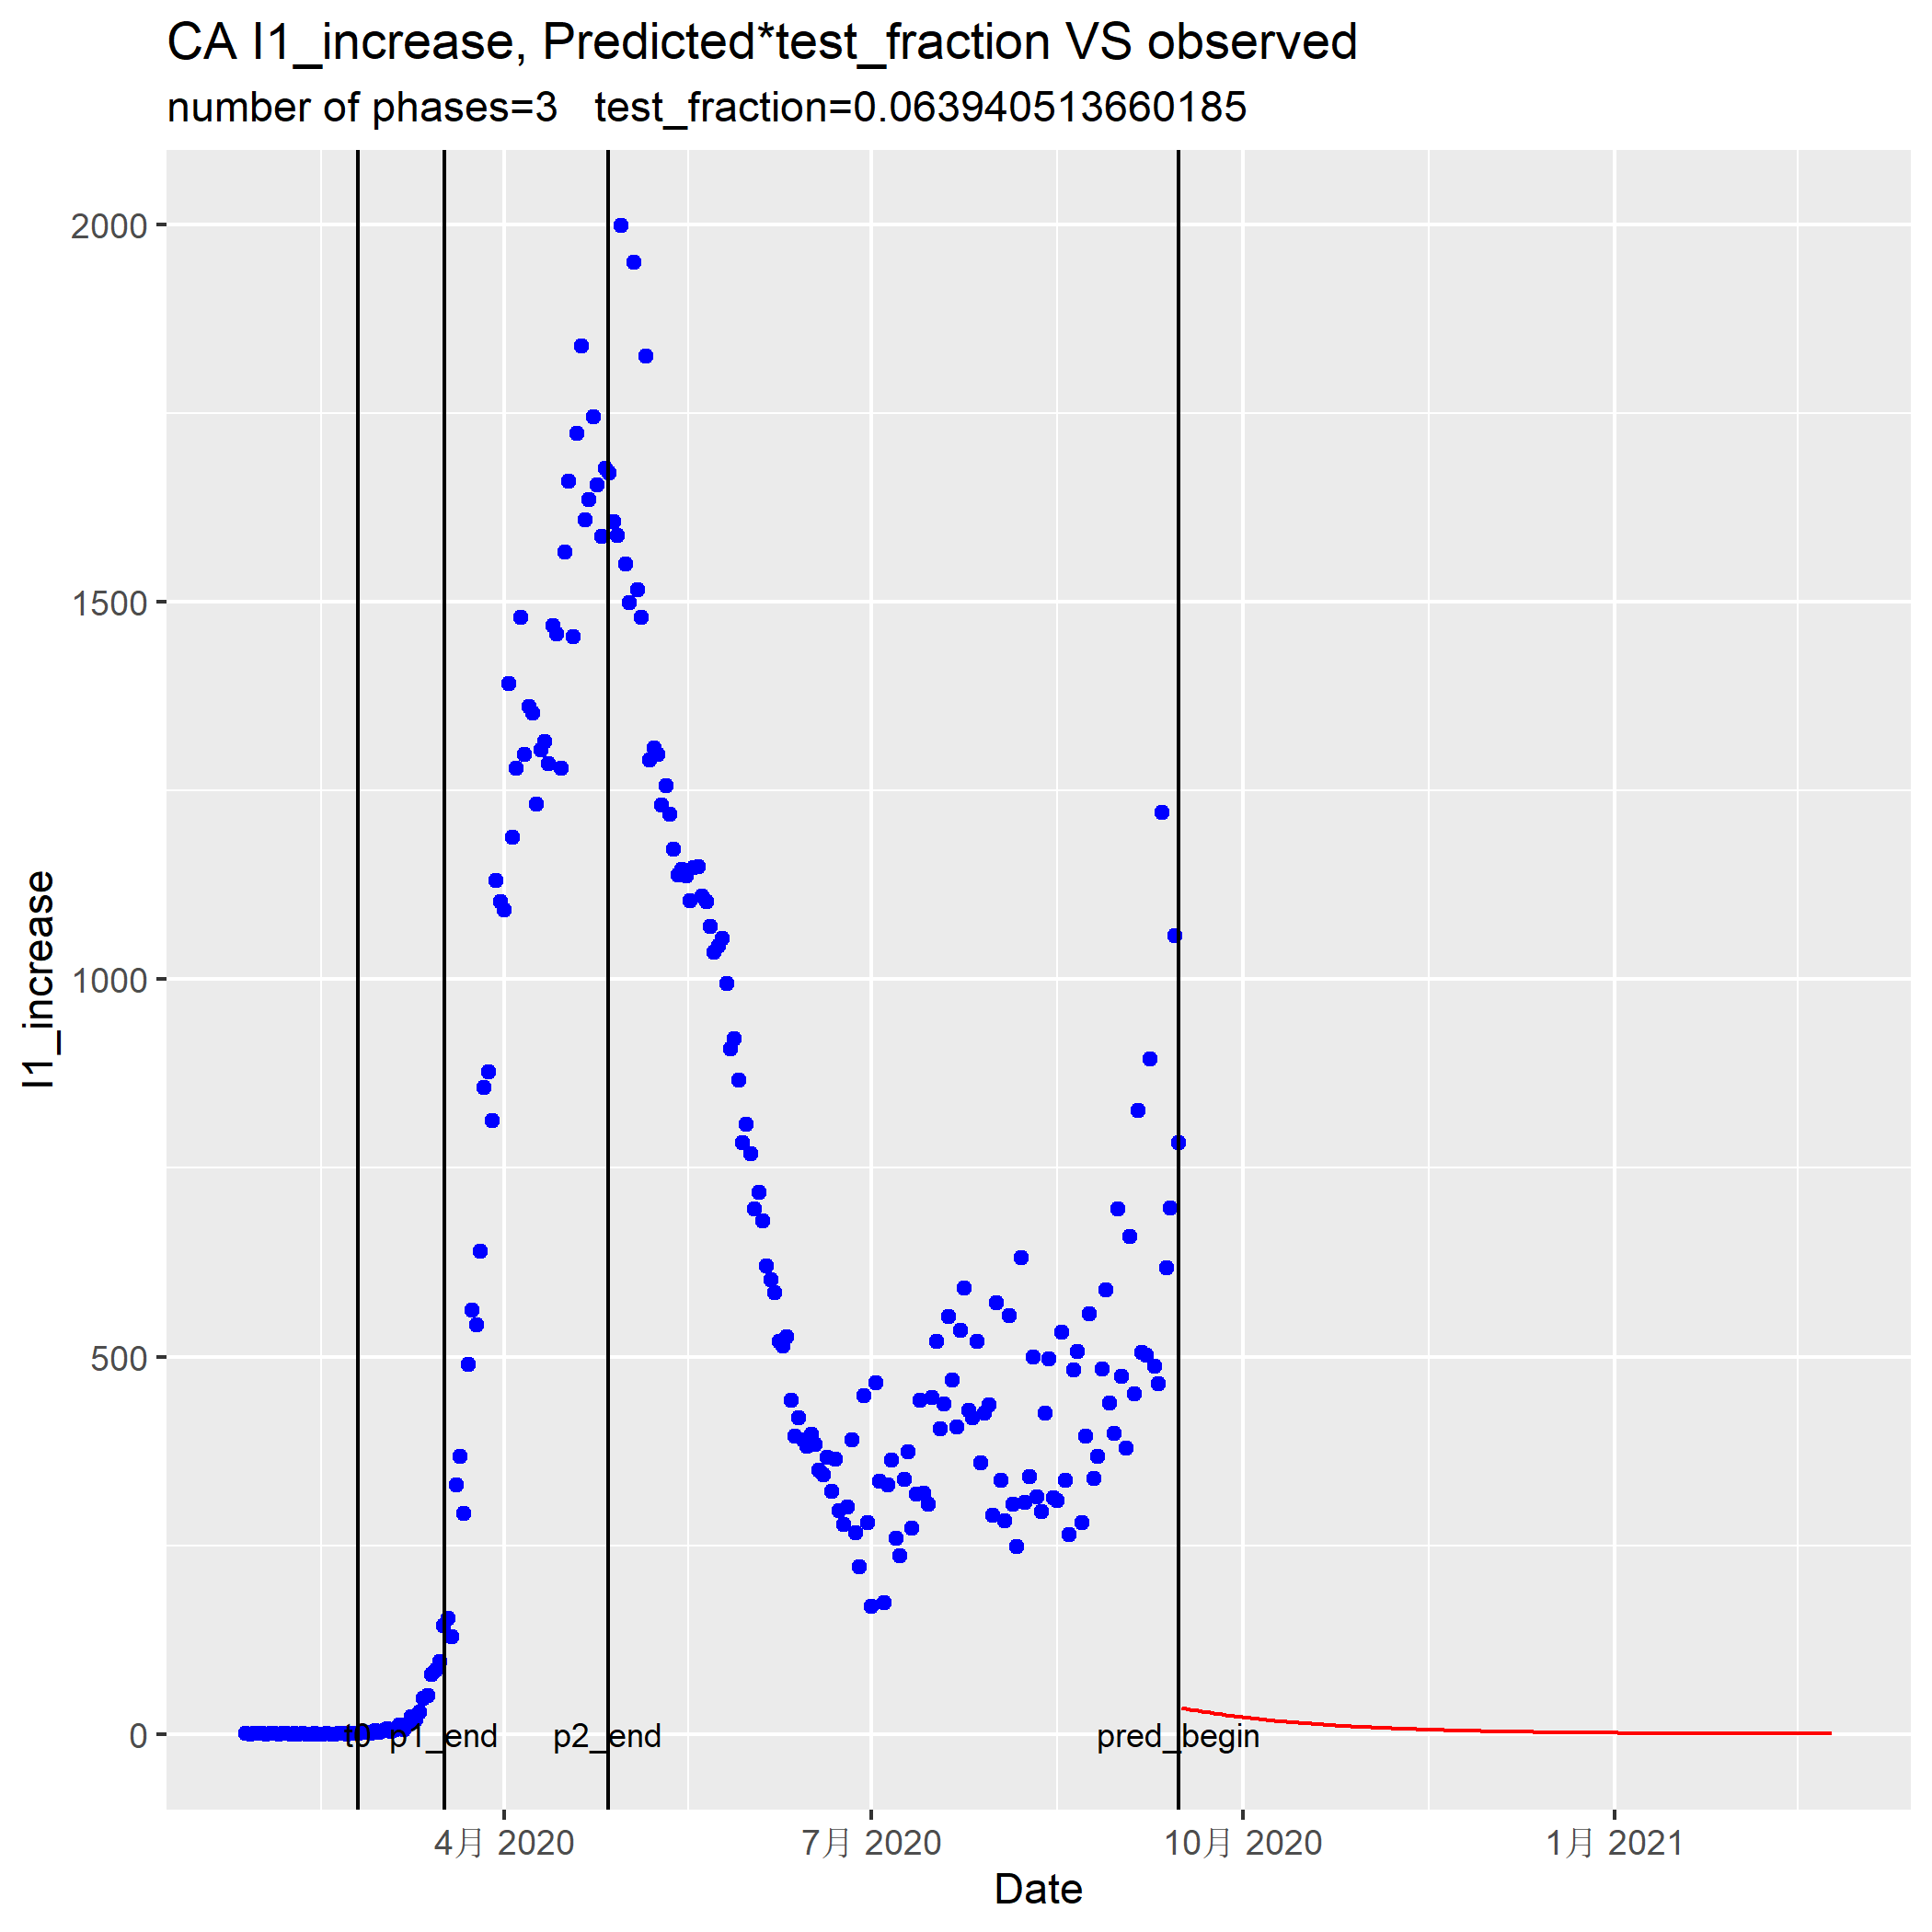 CA I1_increase, Predicted*test_fraction VS observed
number of phases=3   test_fraction=0.063940513660185
2000
1500
1000
500
0
I1_increase
t0 p1_end p2_end pred_begin
4月 2020 7月 2020 10月 2020 1月 2021
Date